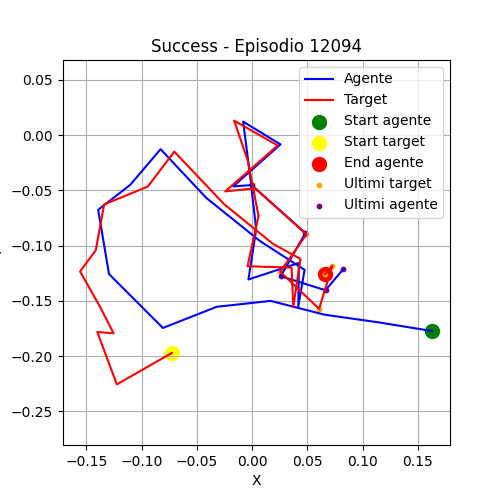 Success - Episodio 12094
Agente
Target
Start agente
Start target
End agente
Ultimi target
Ultimi agente
0.05
0.00
−0.05
−0.10
−0.15
−0.20
−0.25
−0.15
−0.10
−0.05
0.00
0.05
0.10
0.15
X